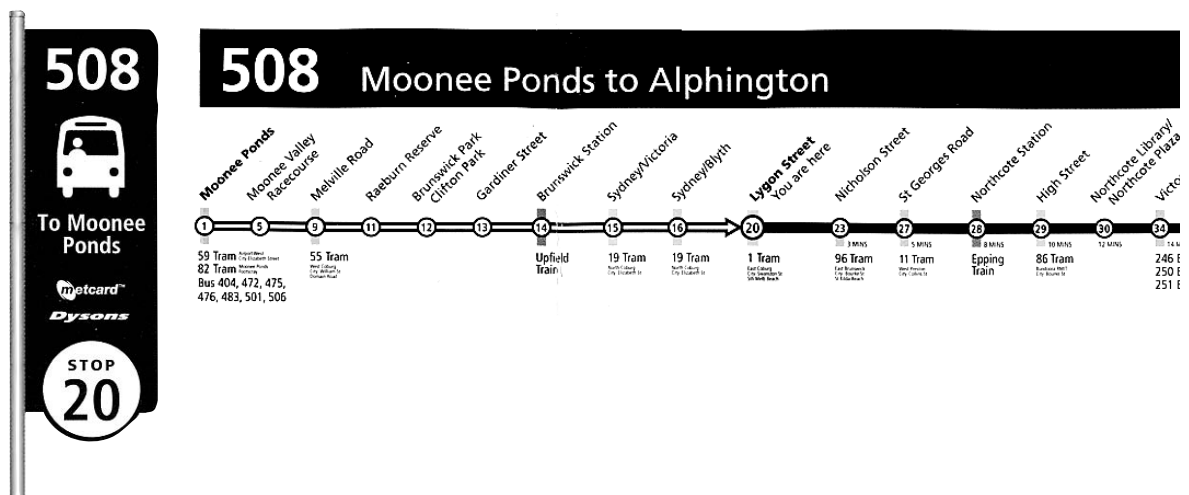 508
To Moonee
Ponds
metcard™
Dysons
STOP
20
508 Moonee Ponds to Alphington
Moonee Ponds
Moonee Valley
Racecourse
Melville Road
Raeburn Reserve
Brunswick Park
Clifton Park
Gardiner Street
Brunswick Station
Sydney/Victoria
Sydney/Blyth
Lygon Street
You are here
Nicholson Street
St Georges Road
Northcote Station
High Street
Northcote Library/
Northcote Plaza
1 5 9 11 12 13 14 15 16 20 23 27 28 29 30 34
3 MINS 5 MINS 8 MINS 10 MINS 12 MINS
59 Tram
82 Tram
Bus 404, 472, 475,
476, 483, 501, 506
55 Tram
Upfield
Train
19 Tram
19 Tram
1 Tram
96 Tram
11 Tram
Epping
Train
86 Tram
246
250
251